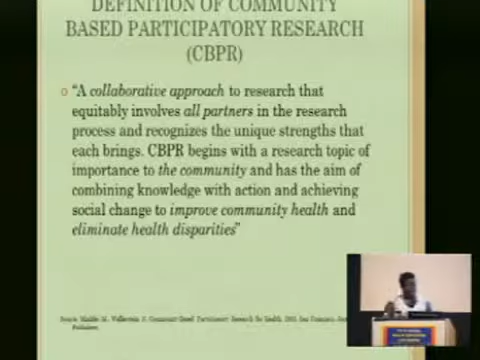 DEFINITION OF COMMUNITY
BASED PARTICIPATORY RESEARCH
(CBPR)
"A collaborative approach to research that
equitably involves all partners in the research
process and recognizes the unique strengths that
each brings. CBPR begins with a research topic of
importance to the community and has the aim of
combining knowledge with action and achieving
social change to improve community health and
eliminate health disparities"